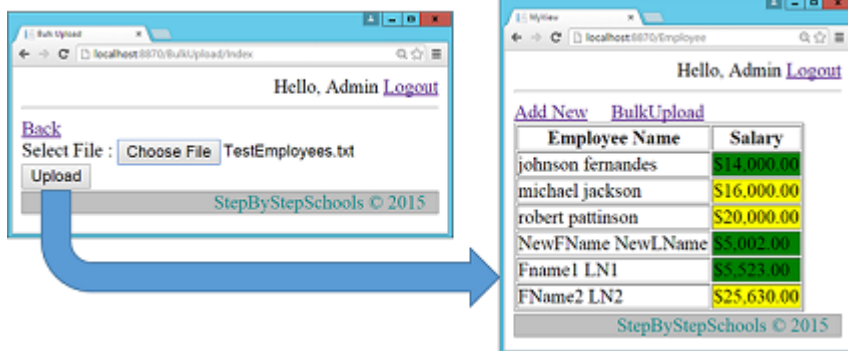 Bulk Upload
localhost:8870/BulkUpload/Index
Hello, Admin Logout
Back
Select File : Choose File TestEmployees.txt
Upload
StepByStepSchools © 2015
MyView
localhost:8870/Employee
Hello, Admin Logout
Add New BulkUpload
Employee Name Salary
johnson fernandes $14,000.00
michael jackson $16,000.00
robert pattinson $20,000.00
NewFName NewLName $5,002.00
Fname1 LN1 $5,523.00
FName2 LN2 $25,630.00
StepByStepSchools © 2015